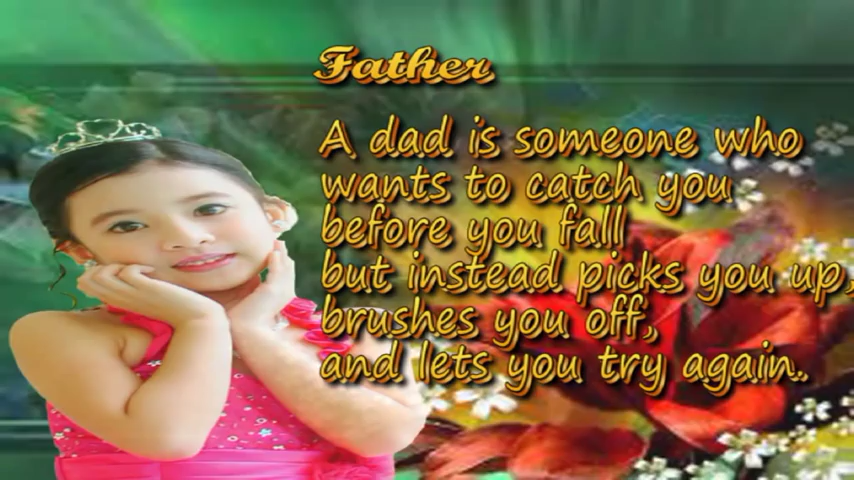 Father
A dad is someone who
wants to catch you
before you fall
but instead picks you up,
brushes you off,
and lets you try again.